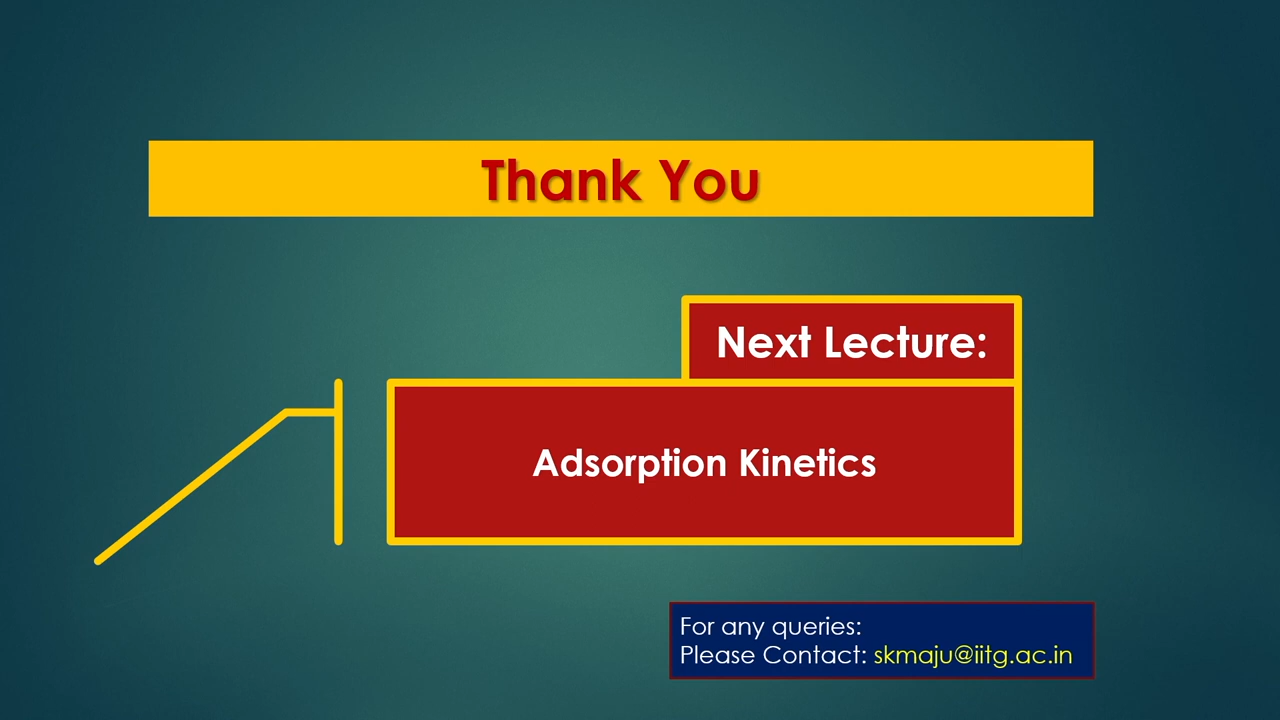 Thank You
Next Lecture:
Adsorption Kinetics
For any queries:
Please Contact: skmaju@iitg.ac.in